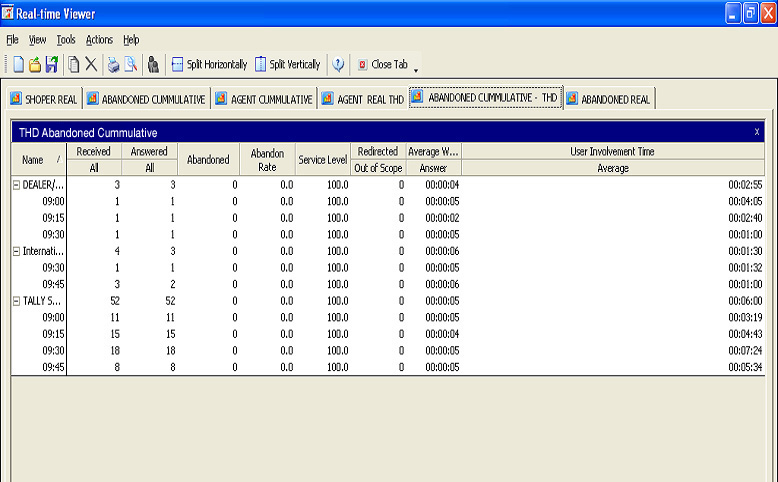 Real-time Viewer
File View Tools Actions Help
Split Horizontally Split Vertically Close Tab
SHOPER REAL ABANDONED CUMMULATIVE AGENT CUMMULATIVE AGENT REAL THD ABANDONED CUMMULATIVE - THD ABANDONED REAL
THD Abandoned Cummulative x
Name / Received Answered Abandoned Abandon Rate Service Level Redirected Average W... User Involvement Time
All All Out of Scope Answer Average
DEALER/... 3 3 0 0.0 100.0 0 00:00:04 00:02:55
09:00 1 1 0 0.0 100.0 0 00:00:05 00:04:05
09:15 1 1 0 0.0 100.0 0 00:00:02 00:02:40
09:30 1 1 0 0.0 100.0 0 00:00:05 00:01:00
Internati... 4 3 0 0.0 100.0 0 00:00:06 00:01:30
09:30 1 1 0 0.0 100.0 0 00:00:05 00:01:32
09:45 3 2 0 0.0 100.0 0 00:00:06 00:01:00
TALLY S... 52 52 0 0.0 100.0 0 00:00:05 00:06:00
09:00 11 11 0 0.0 100.0 0 00:00:05 00:03:19
09:15 15 15 0 0.0 100.0 0 00:00:04 00:04:43
09:30 18 18 0 0.0 100.0 0 00:00:05 00:07:24
09:45 8 8 0 0.0 100.0 0 00:00:05 00:05:34